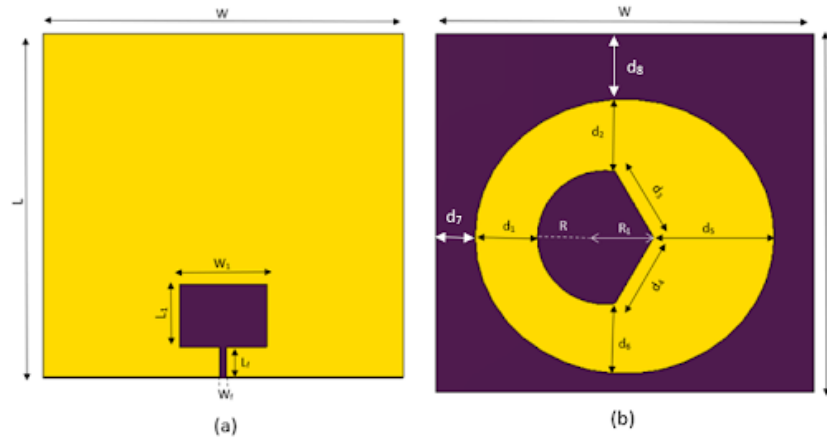 W
W
L
W₁
L₁
Lf
Wf
(a)
d₈
d₂
d₃
d₇
d₁
R
R₁
d₅
d₄
d₆
(b)